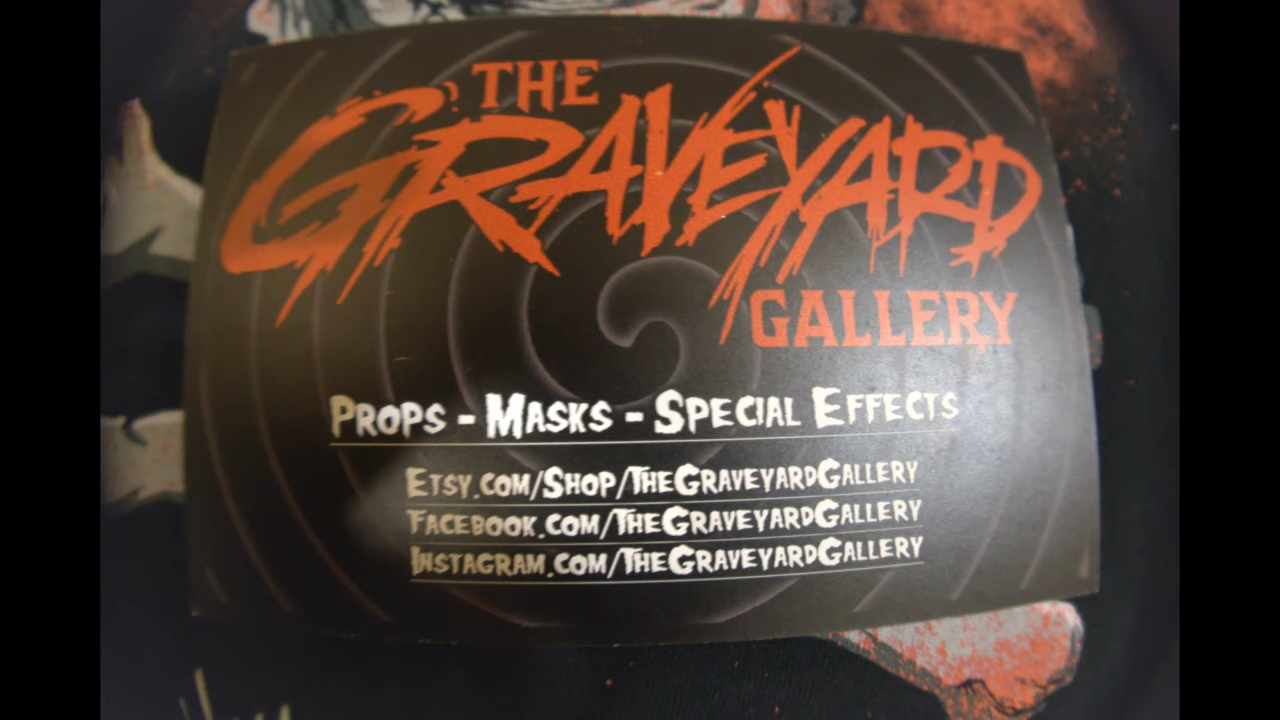 THE
GRAVEYARD
GALLERY
PROPS - MASKS - SPECIAL EFFECTS
ETSY.COM/SHOP/THEGRAVEYARDGALLERY
FACEBOOK.COM/THEGRAVEYARDGALLERY
INSTAGRAM.COM/THEGRAVEYARDGALLERY